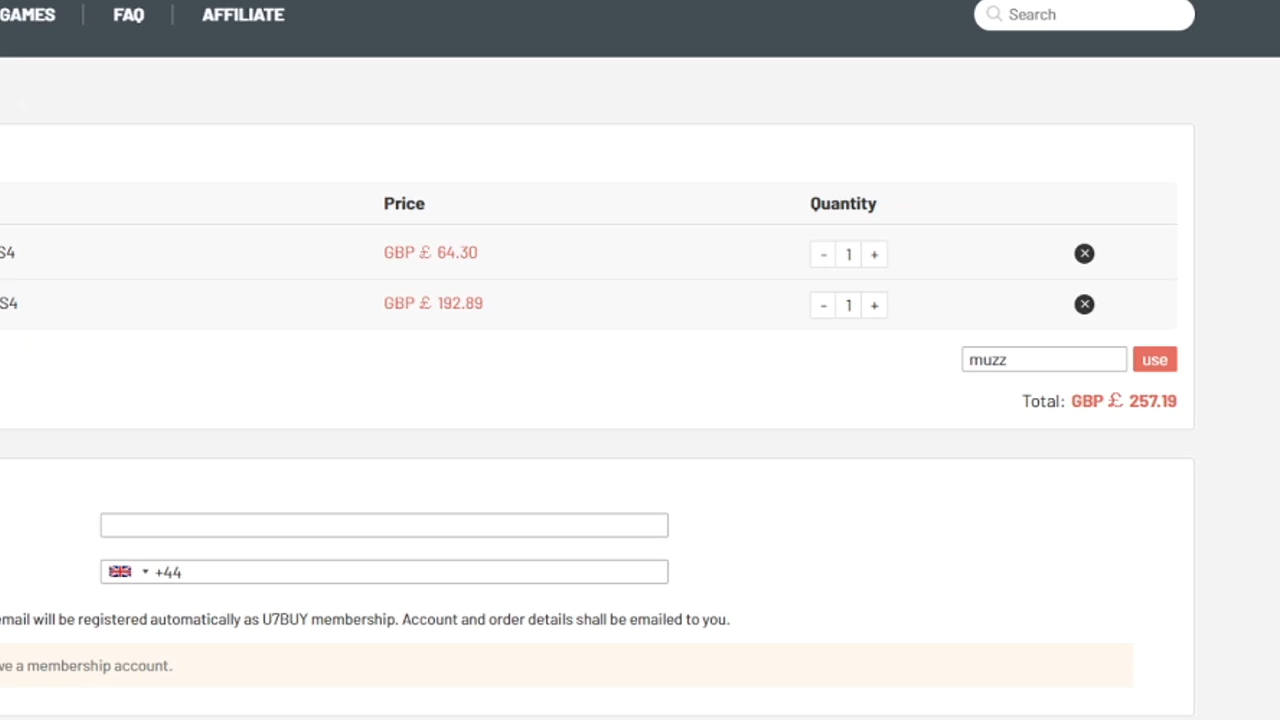 GAMES FAQ AFFILIATE Search
Price Quantity
S4 GBP £ 64.30 - 1 +
S4 GBP £ 192.89 - 1 +
muzz use
Total: GBP £ 257.19
+44
email will be registered automatically as U7BUY membership. Account and order details shall be emailed to you.
ve a membership account.